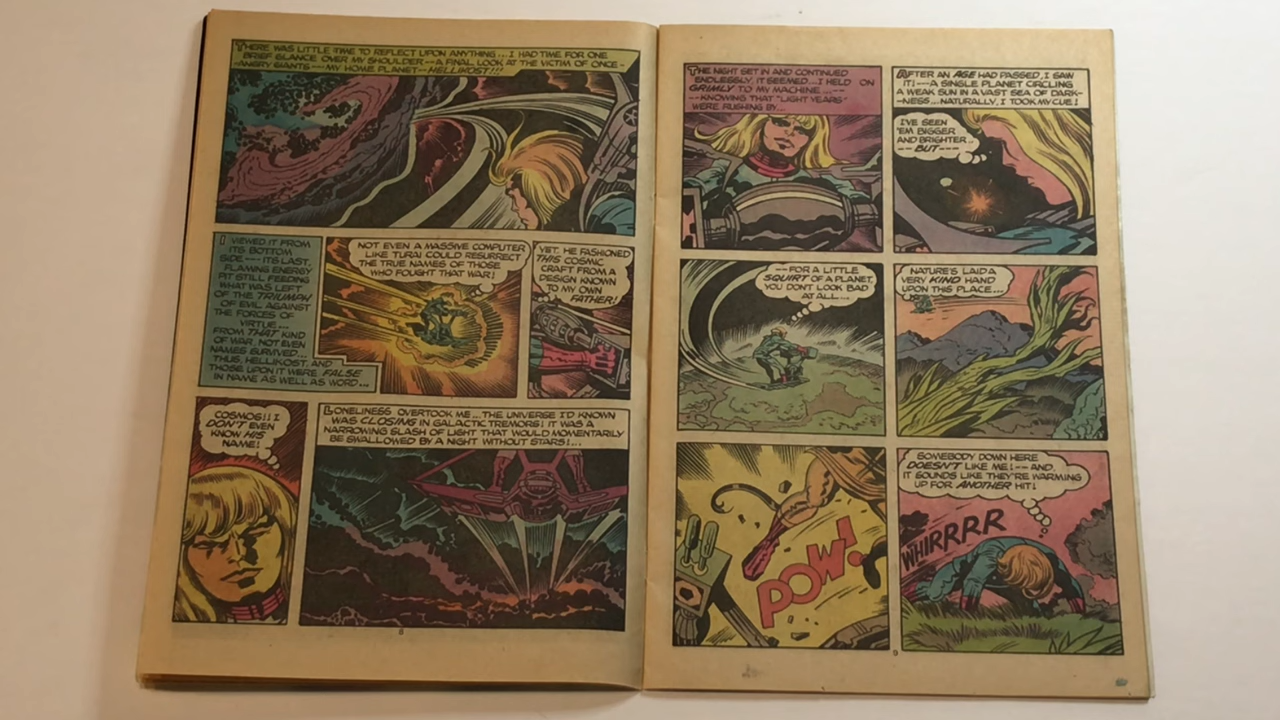 THERE WAS LITTLE TIME TO REFLECT UPON ANYTHING... I HAD TIME FOR ONE
BRIEF GLANCE OVER MY SHOULDER -- A FINAL LOOK AT THE VICTIM OF ONCE-
-ANGRY GIANTS --- MY HOME PLANET -- HELLIKOST!!!
I VIEWED IT FROM
ITS BOTTOM
SIDE --- ITS LAST,
FLAMING ENERGY
PIT STILL FEEDING
WHAT WAS LEFT
OF THE TRIUMPH
OF EVIL AGAINST
THE FORCES OF
VIRTUE...
FROM THAT KIND
OF WAR, NOT EVEN
NAMES SURVIVED...
THUS, HELLIKOST, AND
THOSE UPON IT WERE FALSE
IN NAME AS WELL AS WORD...
NOT EVEN A MASSIVE COMPUTER
LIKE TURAI COULD RESURRECT
THE TRUE NAMES OF THOSE
WHO FOUGHT THAT WAR!
YET, HE FASHIONED
THIS COSMIC
CRAFT FROM A
DESIGN KNOWN
TO MY OWN
FATHER!
COSMOS!! I
DON'T EVEN
KNOW HIS
NAME!
LONELINESS OVERTOOK ME... THE UNIVERSE I'D KNOWN
WAS CLOSING IN GALACTIC TREMORS! IT WAS A
NARROWING SLASH OF LIGHT THAT WOULD MOMENTARILY
BE SWALLOWED BY A NIGHT WITHOUT STARS!...
8
THE NIGHT SET IN AND CONTINUED
ENDLESSLY, IT SEEMED... I HELD ON
GRIMLY TO MY MACHINE... --
-- KNOWING THAT "LIGHT YEARS"
WERE RUSHING BY...
AFTER AN AGE HAD PASSED, I SAW
IT! -- A SINGLE PLANET CIRCLING
A WEAK SUN IN A VAST SEA OF DARK-
-NESS... NATURALLY, I TOOK MY CUE!
I'VE SEEN
'EM BIGGER
AND BRIGHTER..
-- BUT ---
-- FOR A LITTLE
SQUIRT OF A PLANET,
YOU DON'T LOOK BAD
AT ALL...
NATURE'S LAID A
VERY KIND HAND
UPON THIS PLACE...
POW!
SOMEBODY DOWN HERE
DOESN'T LIKE ME! -- AND,
IT SOUNDS LIKE THEY'RE WARMING
UP FOR ANOTHER HIT!
WHIRRRR
9